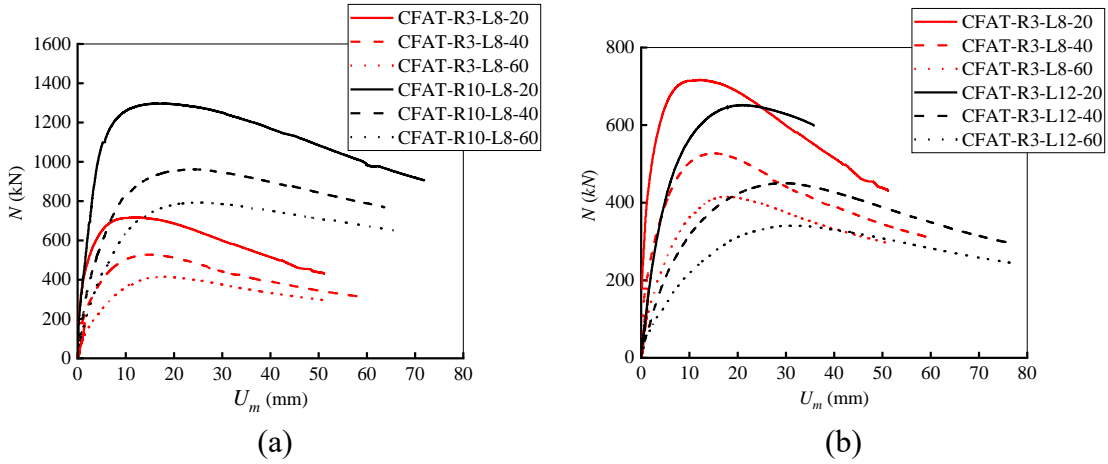 CFAT-R3-L8-20
CFAT-R3-L8-40
CFAT-R3-L8-60
CFAT-R10-L8-20
CFAT-R10-L8-40
CFAT-R10-L8-60
1600
1400
1200
1000
800
600
400
200
0
N (kN)
0 10 20 30 40 50 60 70 80
U_m (mm)
(a)
CFAT-R3-L8-20
CFAT-R3-L8-40
CFAT-R3-L8-60
CFAT-R3-L12-20
CFAT-R3-L12-40
CFAT-R3-L12-60
800
600
400
200
0
N (kN)
0 10 20 30 40 50 60 70 80
U_m (mm)
(b)